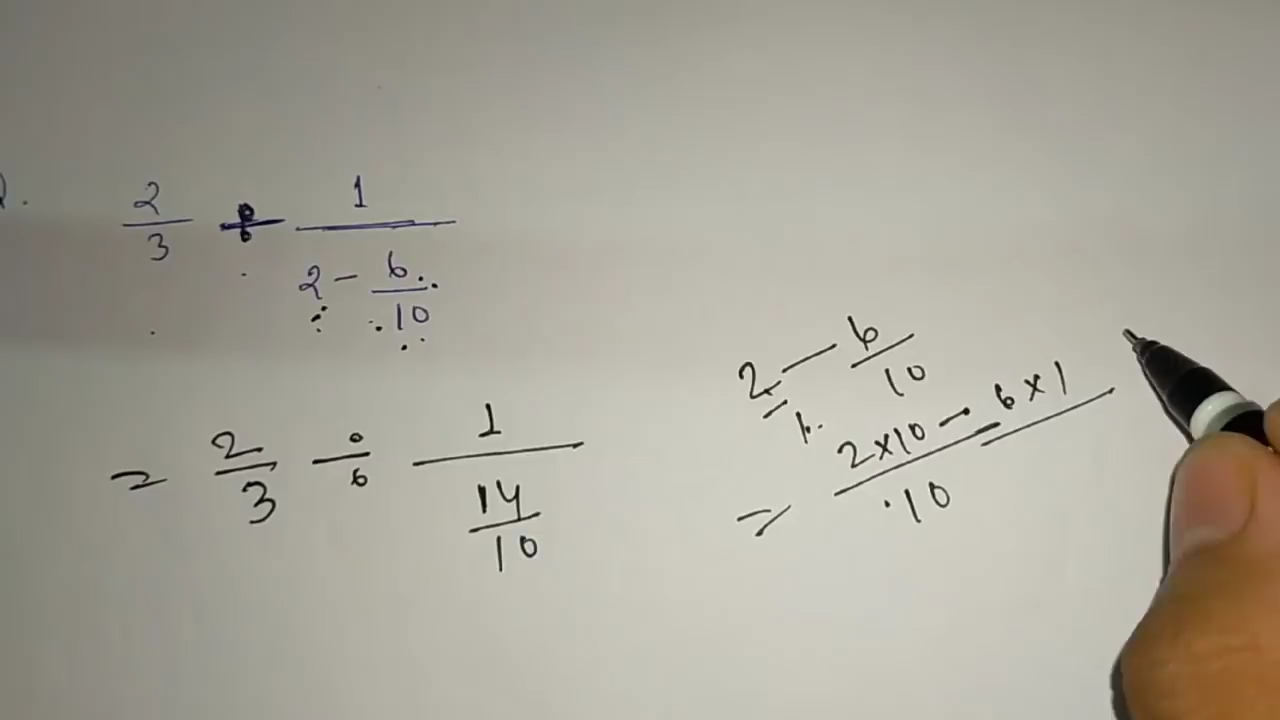 2/3 ÷ 1/(2 - 6/10)
= 2/3 ÷ 1/(14/10)
2 - 6/10
1
= (2×10 - 6×1)/10